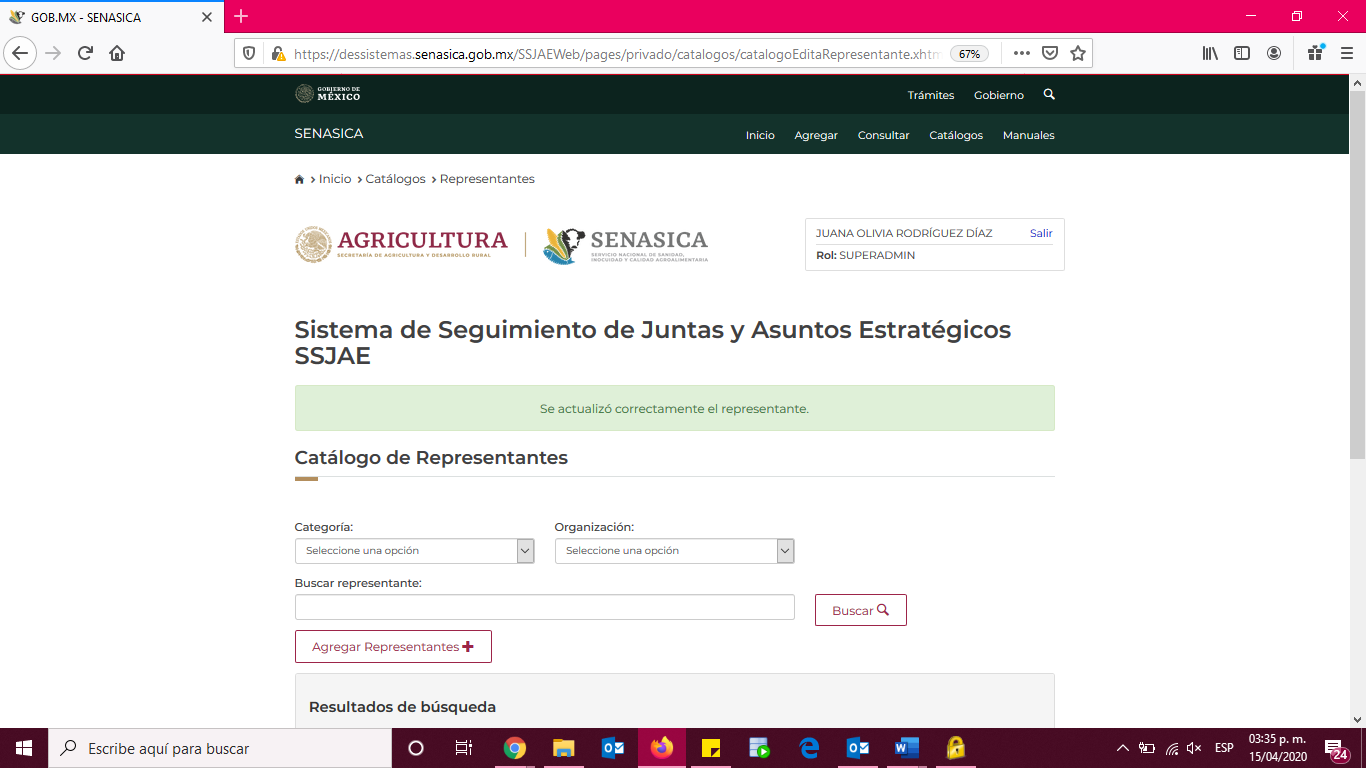 GOB.MX - SENASICA
https://dessistemas.senasica.gob.mx/SSJAEWeb/pages/privado/catalogos/catalogoEditaRepresentante.xhtm
67%
GOBIERNO DE
MÉXICO
Trámites
Gobierno
SENASICA
Inicio
Agregar
Consultar
Catálogos
Manuales
Inicio
Catálogos
Representantes
AGRICULTURA
SECRETARÍA DE AGRICULTURA Y DESARROLLO RURAL
SENASICA
SERVICIO NACIONAL DE SANIDAD,
INOCUIDAD Y CALIDAD AGROALIMENTARIA
JUANA OLIVIA RODRÍGUEZ DÍAZ
Salir
Rol: SUPERADMIN
Sistema de Seguimiento de Juntas y Asuntos Estratégicos
SSJAE
Se actualizó correctamente el representante.
Catálogo de Representantes
Categoría:
Organización:
Seleccione una opción
Seleccione una opción
Buscar representante:
Buscar
Agregar Representantes
Resultados de búsqueda
Escribe aquí para buscar
ESP
03:35 p. m.
15/04/2020
24